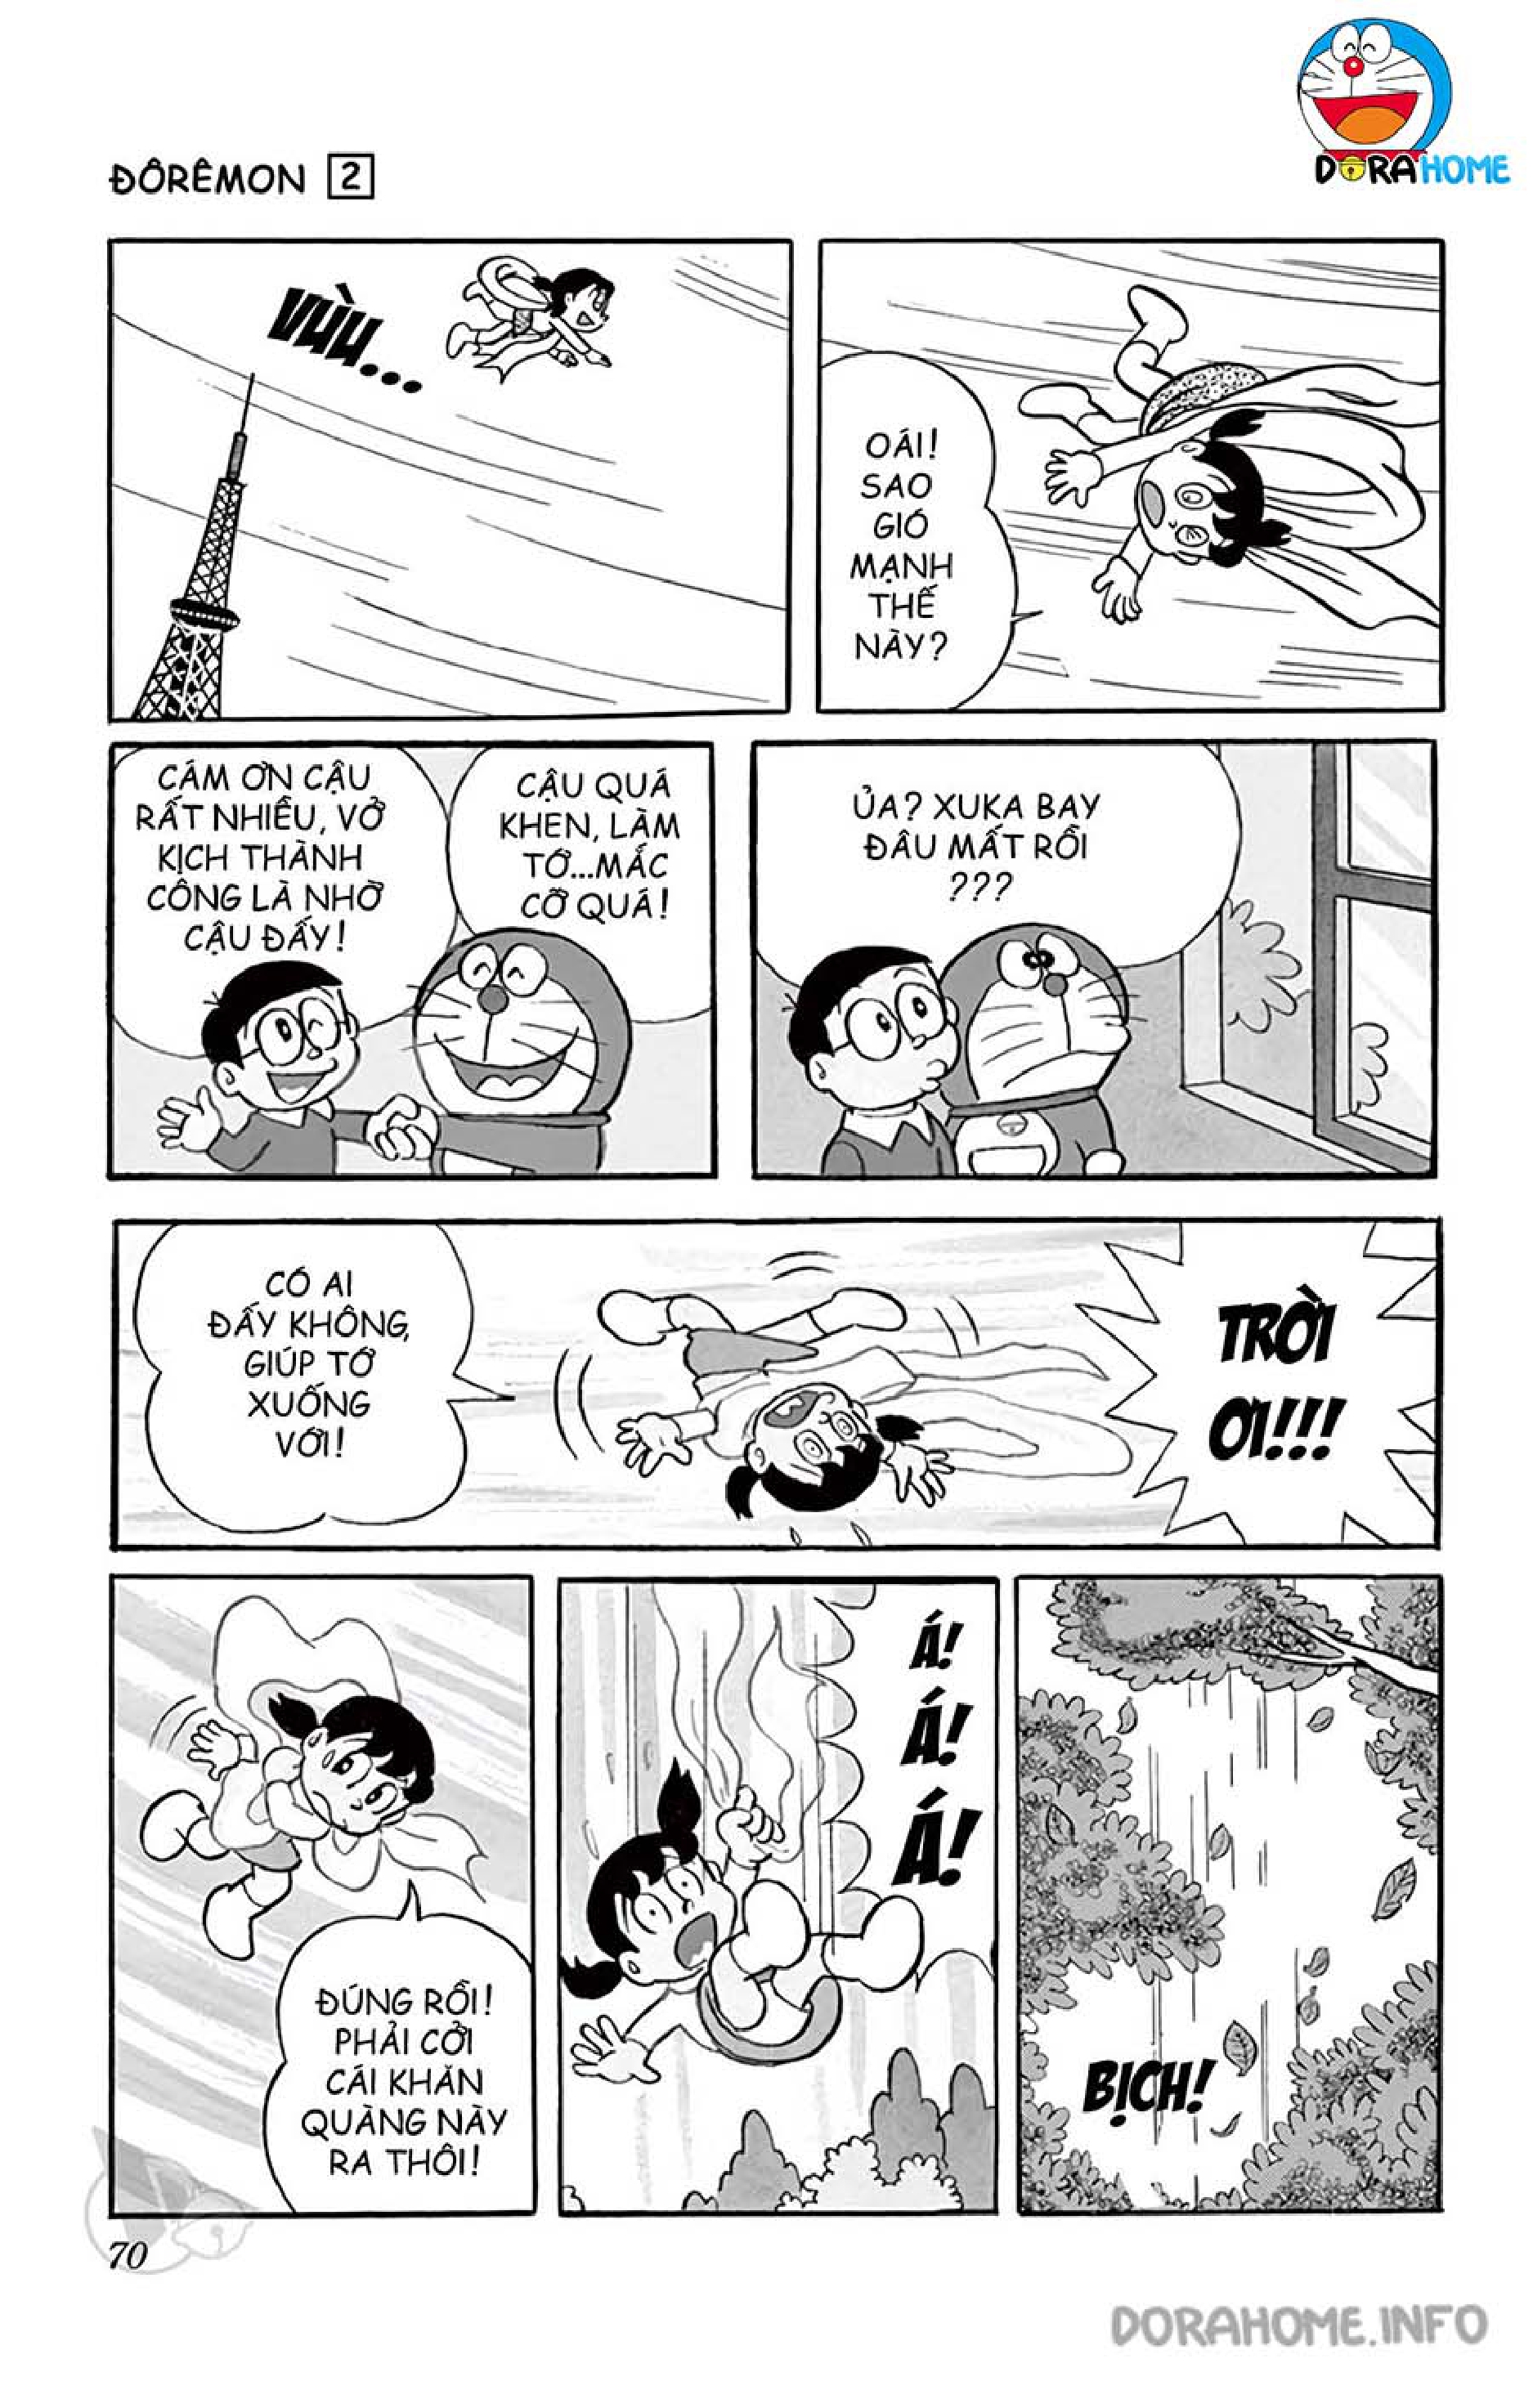 DORAHOME
ĐÔRÊMON 2
VÙÙ...
OÁI!
SAO
GIÓ
MẠNH
THẾ
NÀY?
CÁM ƠN CẬU
RẤT NHIỀU, VỞ
KỊCH THÀNH
CÔNG LÀ NHỜ
CẬU ĐẤY!
CẬU QUÁ
KHEN, LÀM
TỚ...MẮC
CỠ QUÁ!
ỦA? XUKA BAY
ĐÂU MẤT RỒI
???
CÓ AI
ĐẤY KHÔNG,
GIÚP TỚ
XUỐNG
VỚI!
TRỜI
ƠI!!!
ĐÚNG RỒI!
PHẢI CỞI
CÁI KHĂN
QUÀNG NÀY
RA THÔI!
Á!
Á!
Á!
BỊCH!
70
DORAHOME.INFO